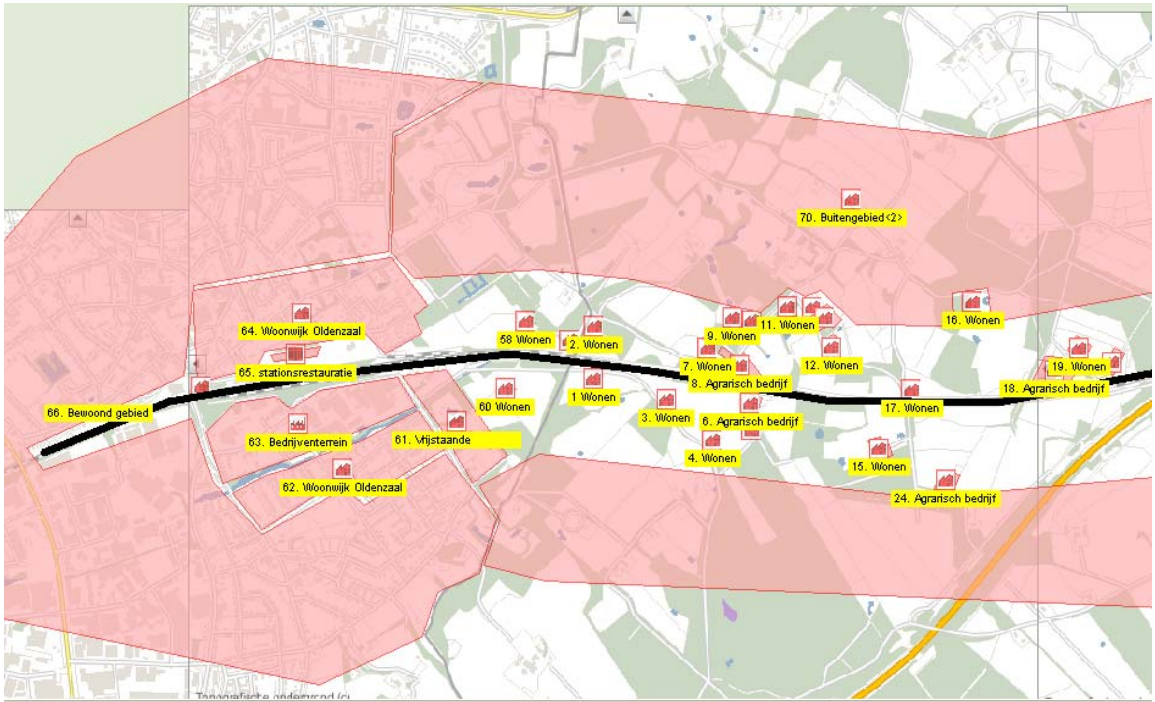 70. Buitengebied<2>
64. Woonwijk Oldenzaal
58 Wonen
2. Wonen
9. Wonen
11. Wonen
16. Wonen
65. stationsrestauratie
7. Wonen
12. Wonen
19. Wonen
8. Agrarisch bedrijf
18. Agrarisch bedrijf
66. Bewoond gebied
60 Wonen
1 Wonen
3. Wonen
17. Wonen
63. Bedrijventerrein
61. Vrijstaande
6. Agrarisch bedrijf
4. Wonen
15. Wonen
62. Woonwijk Oldenzaal
24. Agrarisch bedrijf